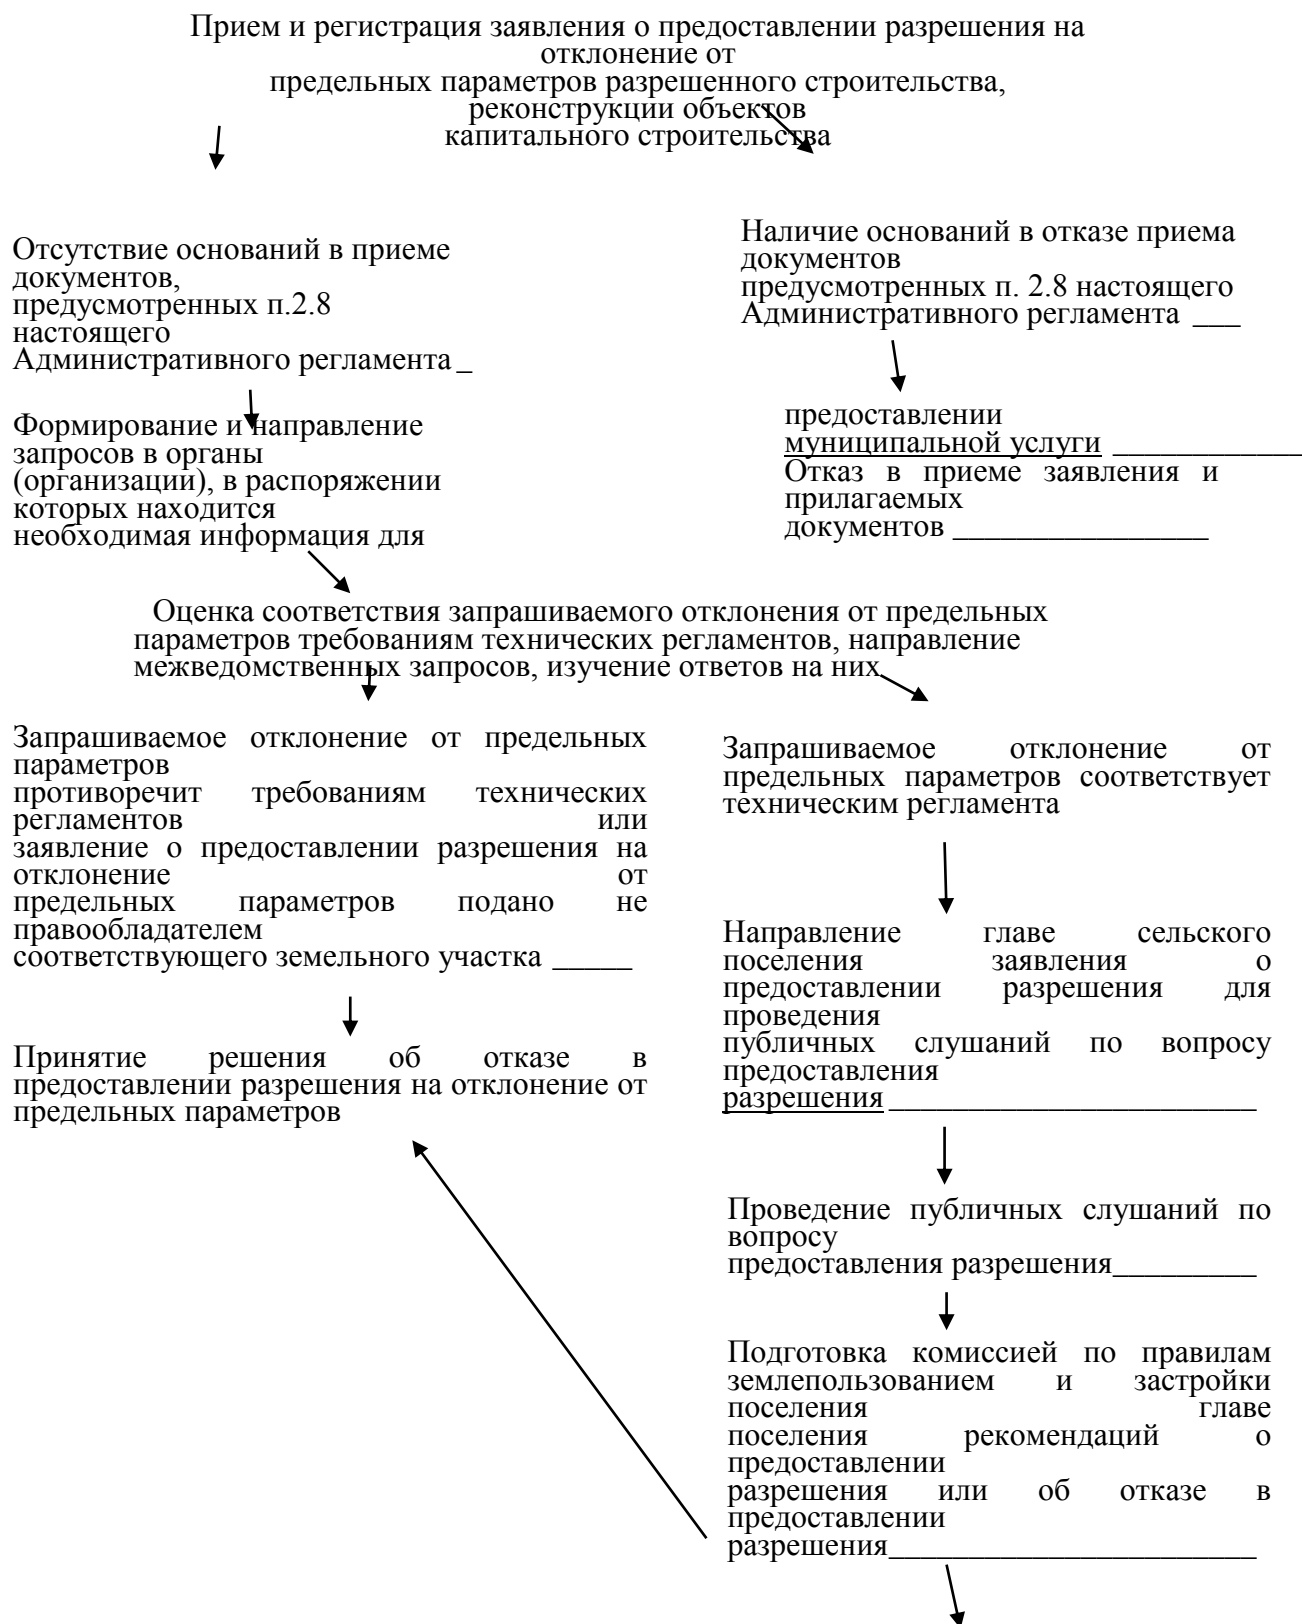 Прием и регистрация заявления о предоставлении разрешения на
отклонение от
предельных параметров разрешенного строительства,
реконструкции объектов
капитального строительства
Отсутствие оснований в приеме
документов,
предусмотренных п.2.8
настоящего
Административного регламента _
Наличие оснований в отказе приема
документов
предусмотренных п. 2.8 настоящего
Административного регламента ___
Формирование и направление
запросов в органы
(организации), в распоряжении
которых находится
необходимая информация для
предоставлении
муниципальной услуги ____________
Отказ в приеме заявления и
прилагаемых
документов ________________
Оценка соответствия запрашиваемого отклонения от предельных
параметров требованиям технических регламентов, направление
межведомственных запросов, изучение ответов на них
Запрашиваемое отклонение от предельных
параметров
противоречит требованиям технических
регламентов или
заявление о предоставлении разрешения на
отклонение от
предельных параметров подано не
правообладателем
соответствующего земельного участка _____
Принятие решения об отказе в
предоставлении разрешения на отклонение от
предельных параметров
Запрашиваемое отклонение от
предельных параметров соответствует
техническим регламента
Направление главе сельского
поселения заявления о
предоставлении разрешения для
проведения
публичных слушаний по вопросу
предоставления
разрешения _______________________
Проведение публичных слушаний по
вопросу
предоставления разрешения_________
Подготовка комиссией по правилам
землепользованием и застройки
поселения главе
поселения рекомендаций о
предоставлении
разрешения или об отказе в
предоставлении
разрешения_______________________